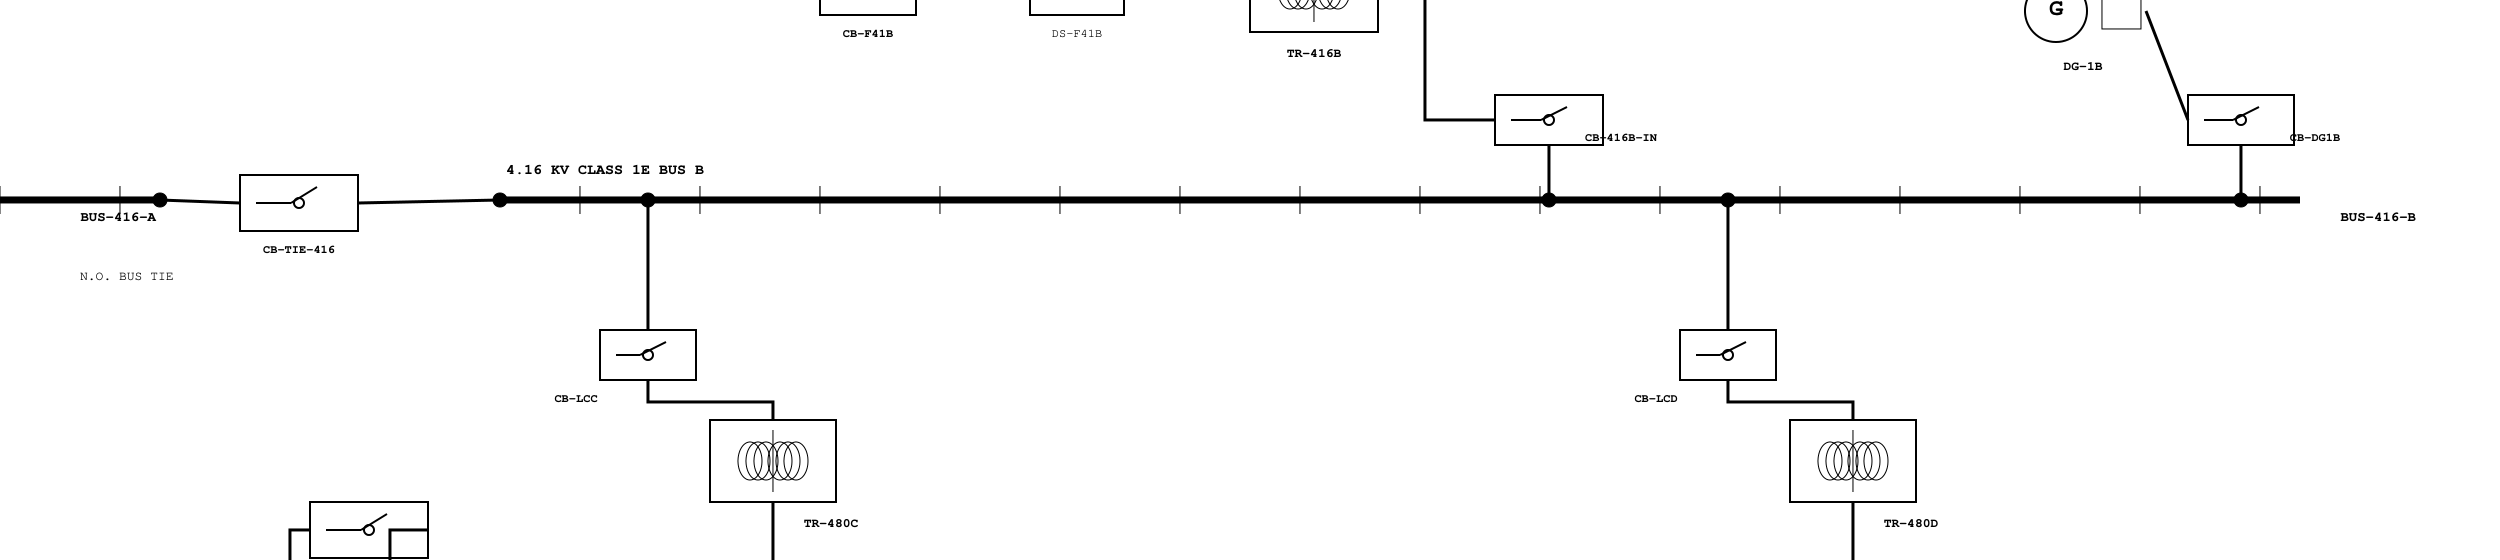 G
CB-F41B
DS-F41B
TR-416B
DG-1B
CB-416B-IN
CB-DG1B
4.16 KV CLASS 1E BUS B
BUS-416-A
BUS-416-B
CB-TIE-416
N.O. BUS TIE
CB-LCC
CB-LCD
TR-480C
TR-480D